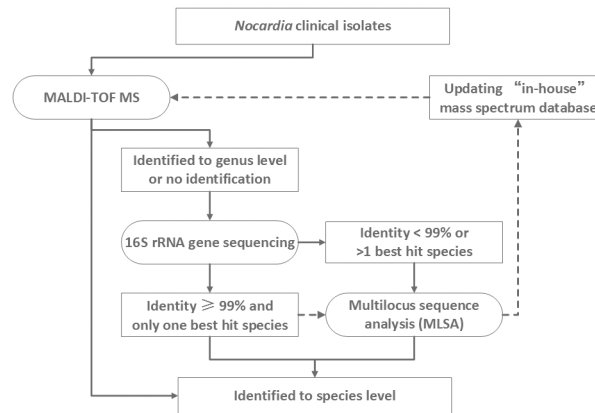 Nocardia clinical isolates
MALDI-TOF MS
Updating “in-house”
mass spectrum database
Identified to genus level
or no identification
16S rRNA gene sequencing
Identity < 99% or
>1 best hit species
Identity ⩾ 99% and
only one best hit species
Multilocus sequence
analysis (MLSA)
Identified to species level